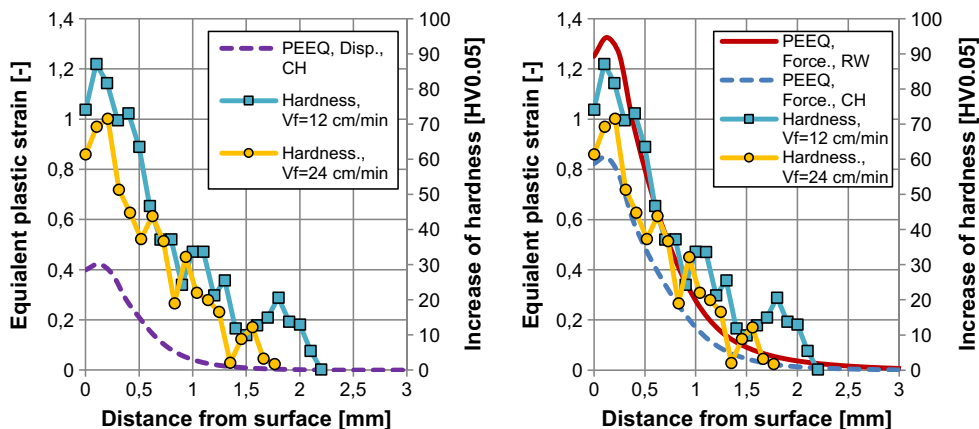 1,4
1,2
1
0,8
0,6
0,4
0,2
0
Equialent plastic strain [-]
100
90
80
70
60
50
40
30
20
10
0
Increase of hardness [HV0.05]
PEEQ, Disp.,
CH
Hardness,
Vf=12 cm/min
Hardness.,
Vf=24 cm/min
0
0,5
1
1,5
2
2,5
3
Distance from surface [mm]
1,4
1,2
1
0,8
0,6
0,4
0,2
0
Equialent plastic strain [-]
100
90
80
70
60
50
40
30
20
10
0
Increase of hardness [HV0.05]
PEEQ,
Force., RW
PEEQ,
Force., CH
Hardness,
Vf=12 cm/min
Hardness.,
Vf=24 cm/min
0
0,5
1
1,5
2
2,5
3
Distance from surface [mm]